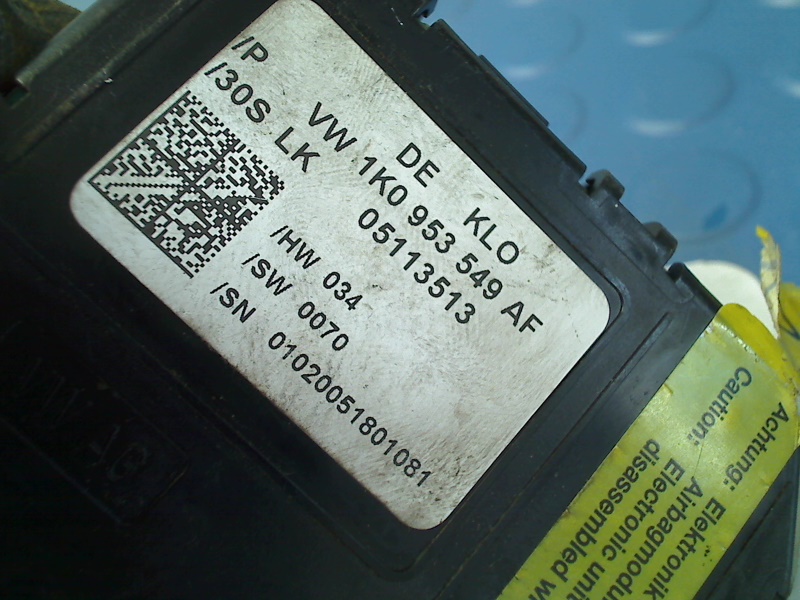 DE KLO
/P VW 1K0 953 549 AF
/30S LK 05113513
/HW 034
/SW 0070
/SN 01020051801081
Achtung: Elektronik
Caution: Airbagmodu
Electronic unit
disassembled w